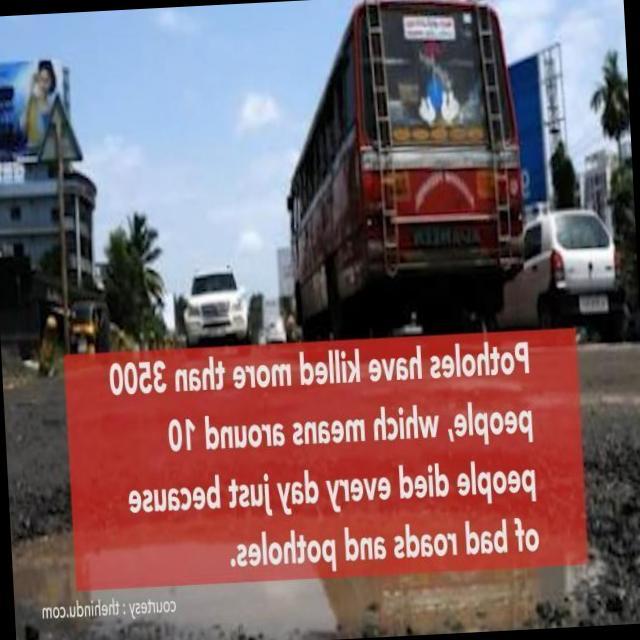 Potholes have killed more than 3500
people, which means around 10
people died every day just because
of bad roads and potholes.
courtesy : thehindu.com